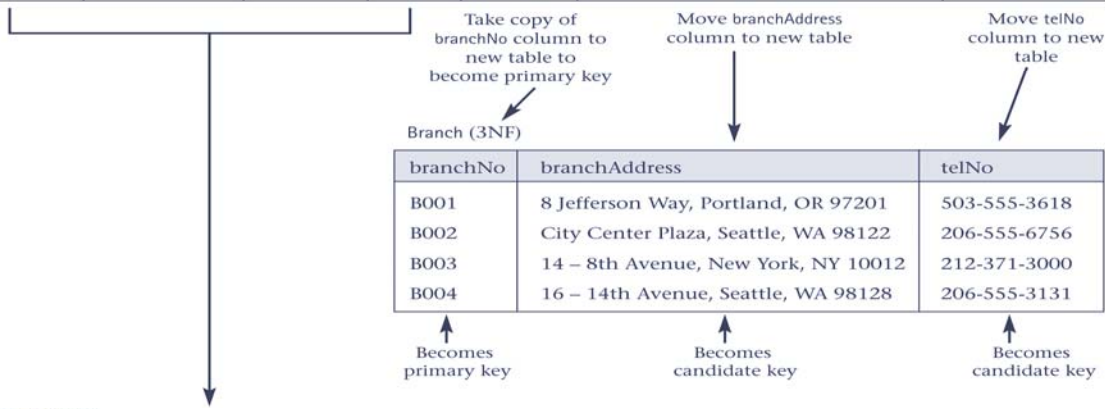 Take copy of
branchNo column to
new table to
become primary key
Move branchAddress
column to new table
Move telNo
column to new
table
Branch (3NF)
branchNo branchAddress telNo
B001 8 Jefferson Way, Portland, OR 97201 503-555-3618
B002 City Center Plaza, Seattle, WA 98122 206-555-6756
B003 14 – 8th Avenue, New York, NY 10012 212-371-3000
B004 16 – 14th Avenue, Seattle, WA 98128 206-555-3131
Becomes
primary key
Becomes
candidate key
Becomes
candidate key